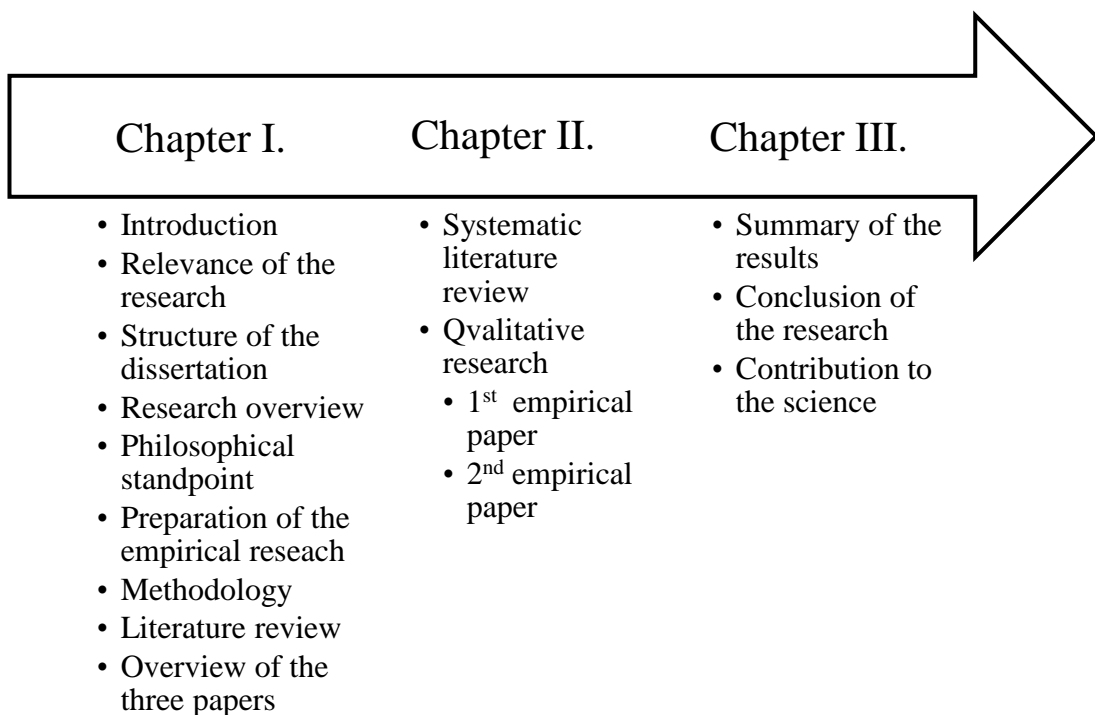 Chapter I.
• Introduction
• Relevance of the
research
• Structure of the
dissertation
• Research overview
• Philosophical
standpoint
• Preparation of the
empirical reseach
• Methodology
• Literature review
• Overview of the
three papers
Chapter II.
• Systematic
literature
review
• Qvalitative
research
• 1st empirical
paper
• 2nd empirical
paper
Chapter III.
• Summary of the
results
• Conclusion of
the research
• Contribution to
the science